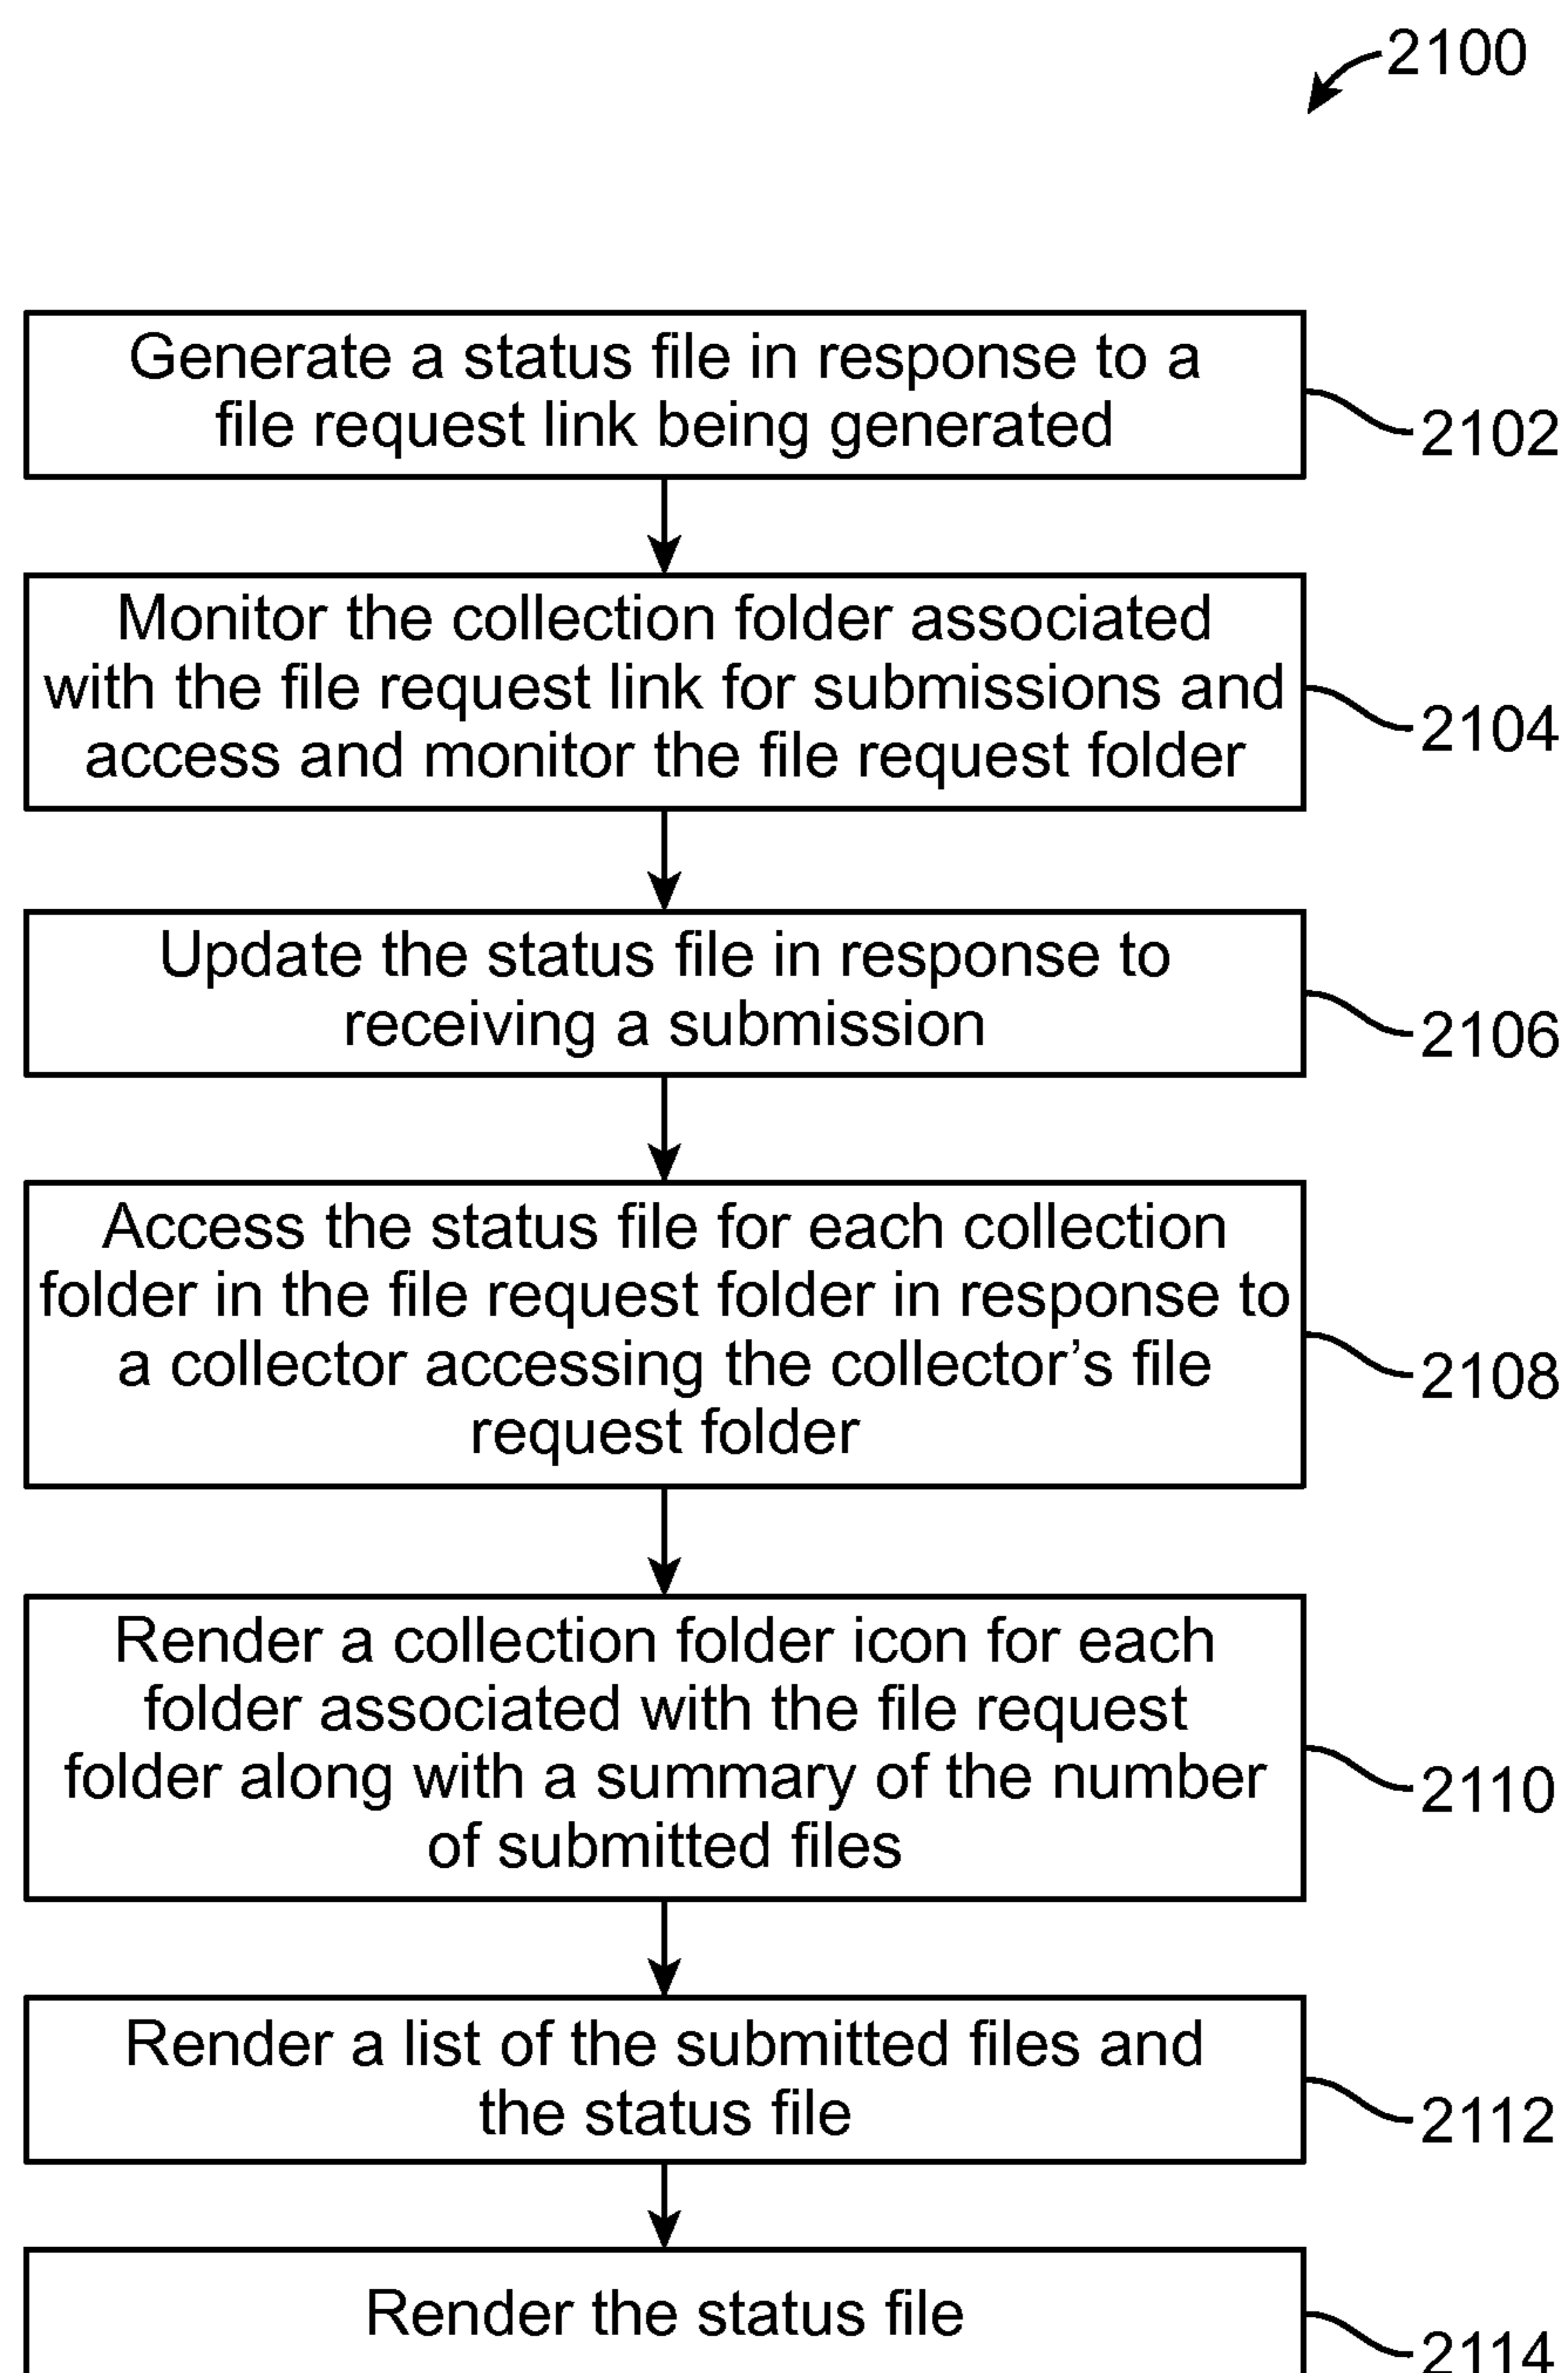 2100
Generate a status file in response to a
file request link being generated
2102
Monitor the collection folder associated
with the file request link for submissions and
access and monitor the file request folder
2104
Update the status file in response to
receiving a submission
2106
Access the status file for each collection
folder in the file request folder in response to
a collector accessing the collector’s file
request folder
2108
Render a collection folder icon for each
folder associated with the file request
folder along with a summary of the number
of submitted files
2110
Render a list of the submitted files and
the status file
2112
Render the status file
2114